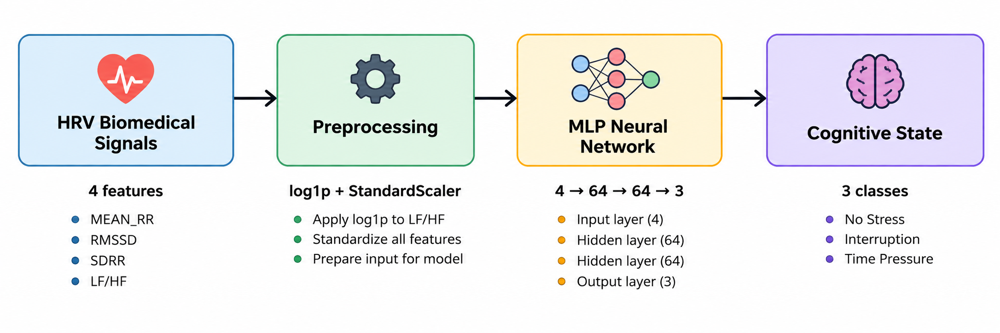 HRV Biomedical
Signals
4 features
MEAN_RR
RMSSD
SDRR
LF/HF
Preprocessing
log1p + StandardScaler
Apply log1p to LF/HF
Standardize all features
Prepare input for model
MLP Neural
Network
4 → 64 → 64 → 3
Input layer (4)
Hidden layer (64)
Hidden layer (64)
Output layer (3)
Cognitive State
3 classes
No Stress
Interruption
Time Pressure